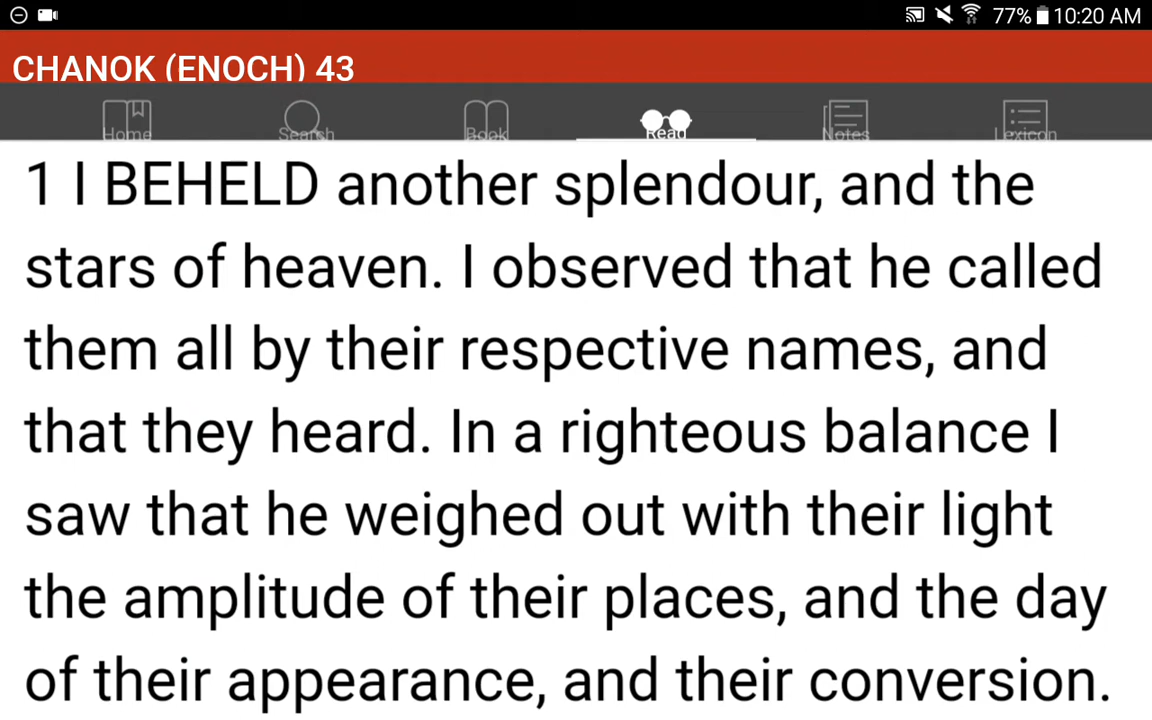 77% 10:20 AM
CHANOK (ENOCH) 43
Home Search Book Read Notes Lexicon
1 I BEHELD another splendour, and the
stars of heaven. I observed that he called
them all by their respective names, and
that they heard. In a righteous balance I
saw that he weighed out with their light
the amplitude of their places, and the day
of their appearance, and their conversion.